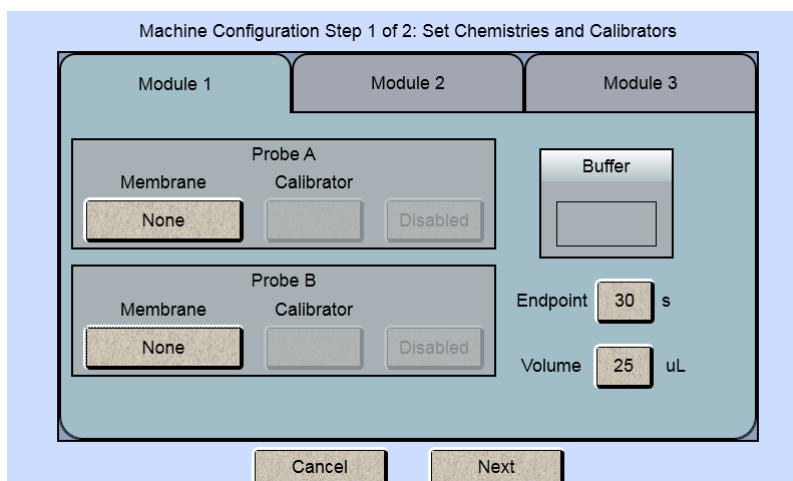 Machine Configuration Step 1 of 2: Set Chemistries and Calibrators
Module 1
Module 2
Module 3
Probe A
Membrane
Calibrator
None
Disabled
Buffer
Probe B
Membrane
Calibrator
None
Disabled
Endpoint 30 s
Volume 25 uL
Cancel
Next